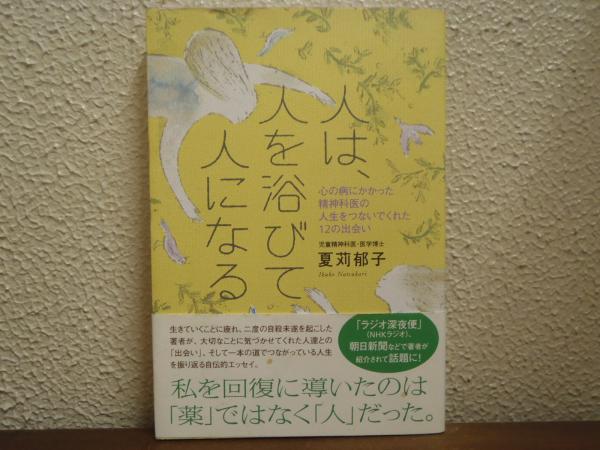 人は、
人を浴びて
人になる
心の病にかかった
精神科医の
人生をつないでくれた
12の出会い
児童精神科医・医学博士
夏苅郁子
Ikuko Natsukari
生きていくことに疲れ、二度の自殺未遂を起こした
著者が、大切なことに気づかせてくれた人達との
「出会い」、そして一本の道でつながっている人生
を振り返る自伝的エッセイ。
「ラジオ深夜便」
(NHKラジオ)、
朝日新聞などで著者が
紹介されて話題に!
私を回復に導いたのは
「薬」ではなく「人」だった。